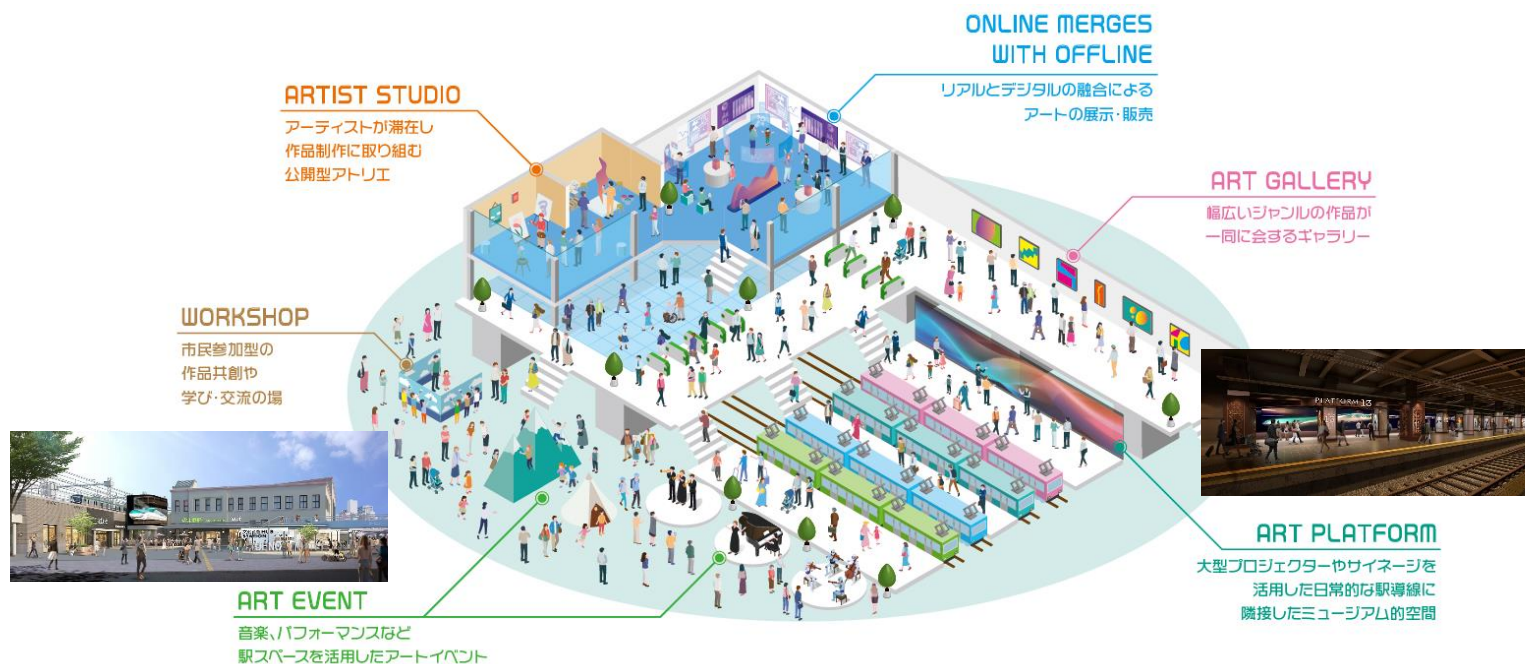 ONLINE MERGES
WITH OFFLINE
リアルとデジタルの融合による
アートの展示・販売
ARTIST STUDIO
アーティストが滞在し
作品制作に取り組む
公開型アトリエ
ART GALLERY
幅広いジャンルの作品が
一同に会するギャラリー
WORKSHOP
市民参加型の
作品共創や
学び・交流の場
PLATFORM 13
ART PLATFORM
大型プロジェクターやサイネージを
活用した日常的な駅導線に
隣接したミュージアム的空間
ART EVENT
音楽、パフォーマンスなど
駅スペースを活用したアートイベント